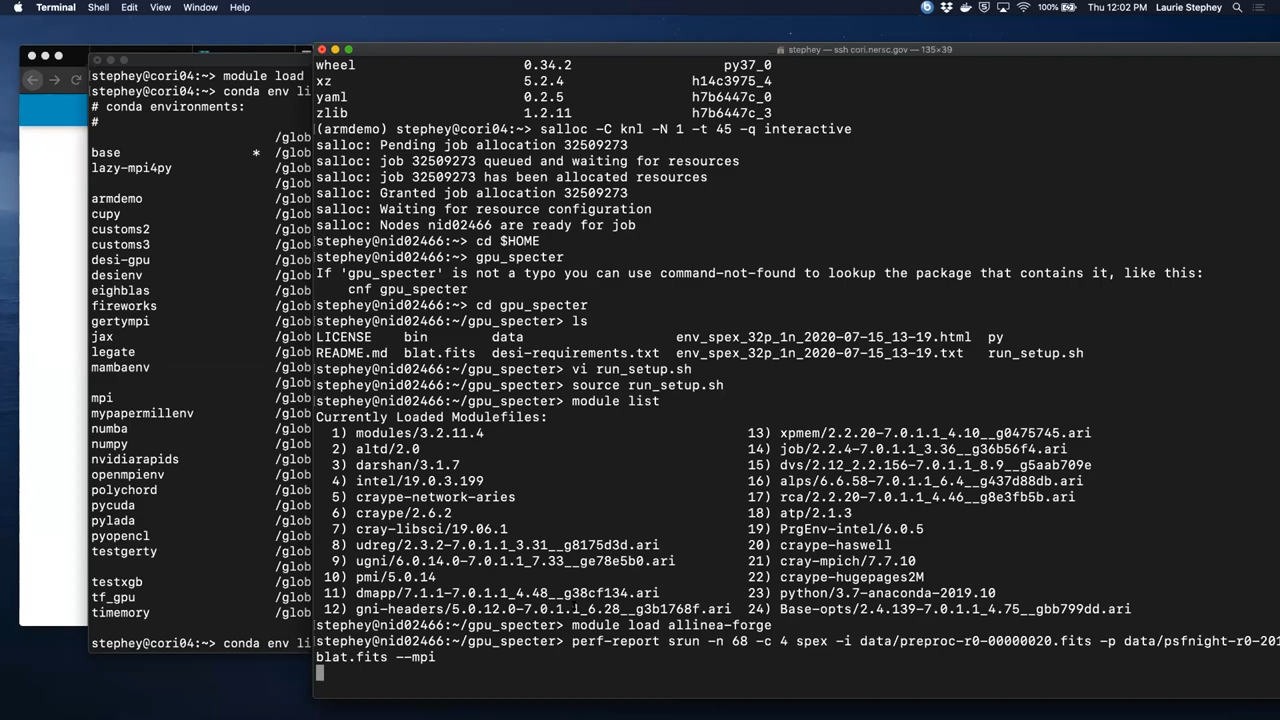 Terminal Shell Edit View Window Help 100% Thu 12:02 PM Laurie Stephey
stephey — ssh cori.nersc.gov — 135×39
stephey@cori04:~> module load
stephey@cori04:~> conda env li
# conda environments:
#
/glob
base * /glob
lazy-mpi4py /glob
/glob
armdemo /glob
cupy /glob
customs2 /glob
customs3 /glob
desi-gpu /glob
desienv /glob
eighblas /glob
fireworks /glob
gertympi /glob
jax /glob
legate /glob
mambaenv /glob
/glob
mpi /glob
mypapermillenv /glob
numba /glob
numpy /glob
nvidiarapids /glob
openmpienv /glob
polychord /glob
pycuda /glob
pylada /glob
pyopencl /glob
testgerty /glob
/glob
testxgb /glob
tf_gpu /glob
timemory /glob
stephey@cori04:~> conda env li
wheel 0.34.2 py37_0
xz 5.2.4 h14c3975_4
yaml 0.2.5 h7b6447c_0
zlib 1.2.11 h7b6447c_3
(armdemo) stephey@cori04:~> salloc -C knl -N 1 -t 45 -q interactive
salloc: Pending job allocation 32509273
salloc: job 32509273 queued and waiting for resources
salloc: job 32509273 has been allocated resources
salloc: Granted job allocation 32509273
salloc: Waiting for resource configuration
salloc: Nodes nid02466 are ready for job
stephey@nid02466:~> cd $HOME
stephey@nid02466:~> gpu_specter
If 'gpu_specter' is not a typo you can use command-not-found to lookup the package that contains it, like this:
cnf gpu_specter
stephey@nid02466:~> cd gpu_specter
stephey@nid02466:~/gpu_specter> ls
LICENSE bin data env_spex_32p_1n_2020-07-15_13-19.html py
README.md blat.fits desi-requirements.txt env_spex_32p_1n_2020-07-15_13-19.txt run_setup.sh
stephey@nid02466:~/gpu_specter> vi run_setup.sh
stephey@nid02466:~/gpu_specter> source run_setup.sh
stephey@nid02466:~/gpu_specter> module list
Currently Loaded Modulefiles:
1) modules/3.2.11.4 13) xpmem/2.2.20-7.0.1.1_4.10__g0475745.ari
2) altd/2.0 14) job/2.2.4-7.0.1.1_3.36__g36b56f4.ari
3) darshan/3.1.7 15) dvs/2.12_2.2.156-7.0.1.1_8.9__g5aab709e
4) intel/19.0.3.199 16) alps/6.6.58-7.0.1.1_6.4__g437d88db.ari
5) craype-network-aries 17) rca/2.2.20-7.0.1.1_4.46__g8e3fb5b.ari
6) craype/2.6.2 18) atp/2.1.3
7) cray-libsci/19.06.1 19) PrgEnv-intel/6.0.5
8) udreg/2.3.2-7.0.1.1_3.31__g8175d3d.ari 20) craype-haswell
9) ugni/6.0.14.0-7.0.1.1_7.33__ge78e5b0.ari 21) cray-mpich/7.7.10
10) pmi/5.0.14 22) craype-hugepages2M
11) dmapp/7.1.1-7.0.1.1_4.48__g38cf134.ari 23) python/3.7-anaconda-2019.10
12) gni-headers/5.0.12.0-7.0.1.1_6.28__g3b1768f.ari 24) Base-opts/2.4.139-7.0.1.1_4.75__gbb799dd.ari
stephey@nid02466:~/gpu_specter> module load allinea-forge
stephey@nid02466:~/gpu_specter> perf-report srun -n 68 -c 4 spex -i data/preproc-r0-00000020.fits -p data/psfnight-r0-201
blat.fits --mpi